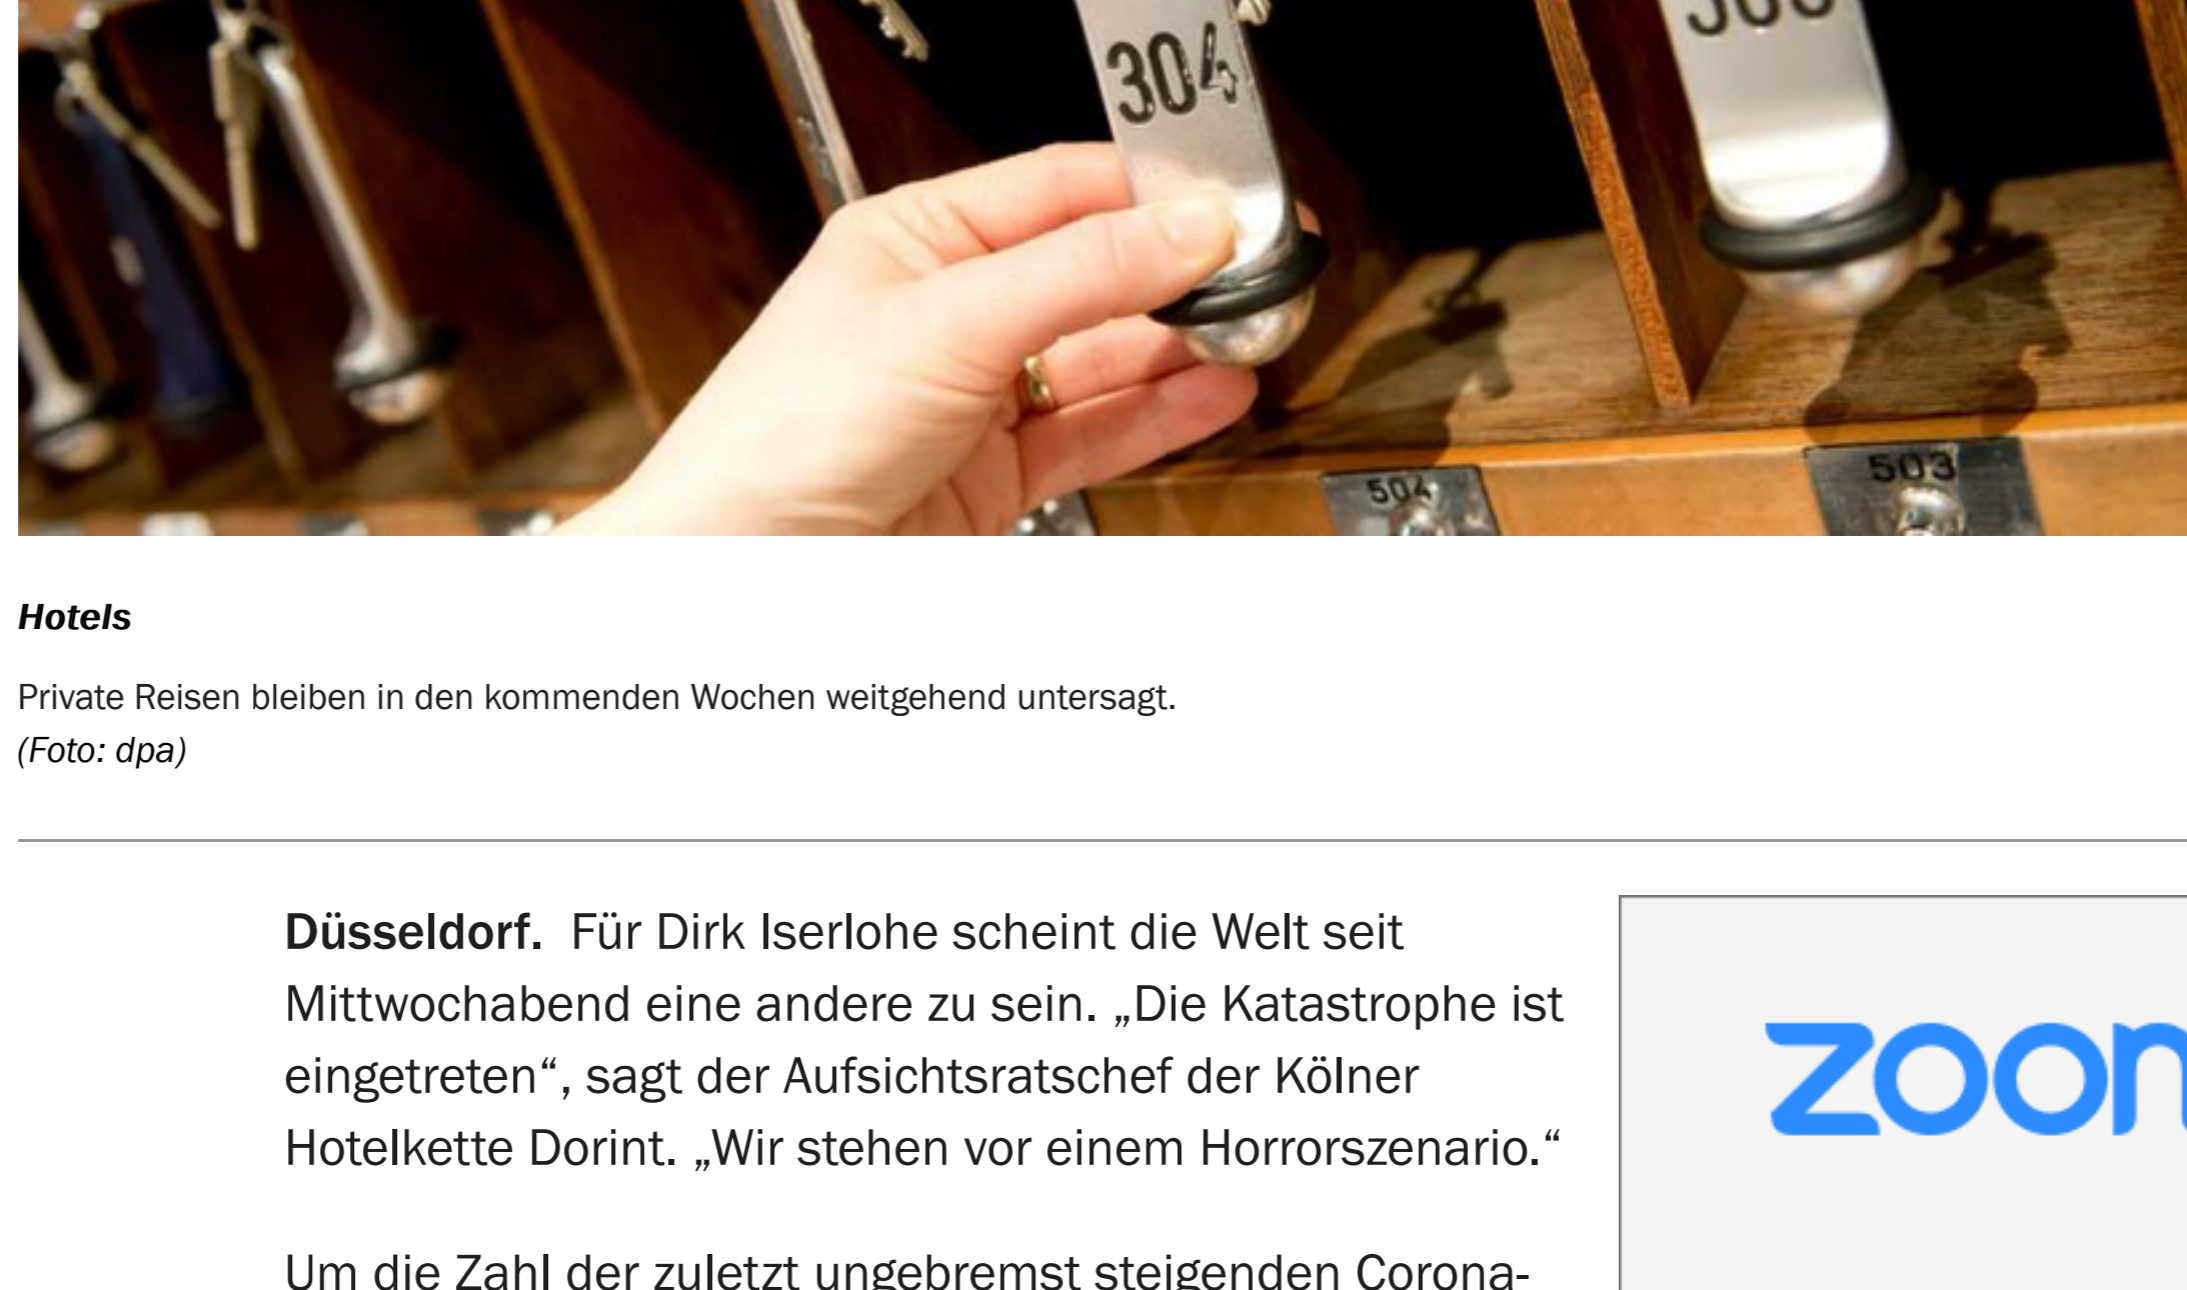 304
504
503
Hotels
Private Reisen bleiben in den kommenden Wochen weitgehend untersagt.
(Foto: dpa)
Düsseldorf. Für Dirk Iserlohe scheint die Welt seit
Mittwochabend eine andere zu sein. „Die Katastrophe ist
eingetreten“, sagt der Aufsichtsratschef der Kölner
Hotelkette Dorint. „Wir stehen vor einem Horrorszenario.“
Um die Zahl der zuletzt ungebremst steigenden Corona-